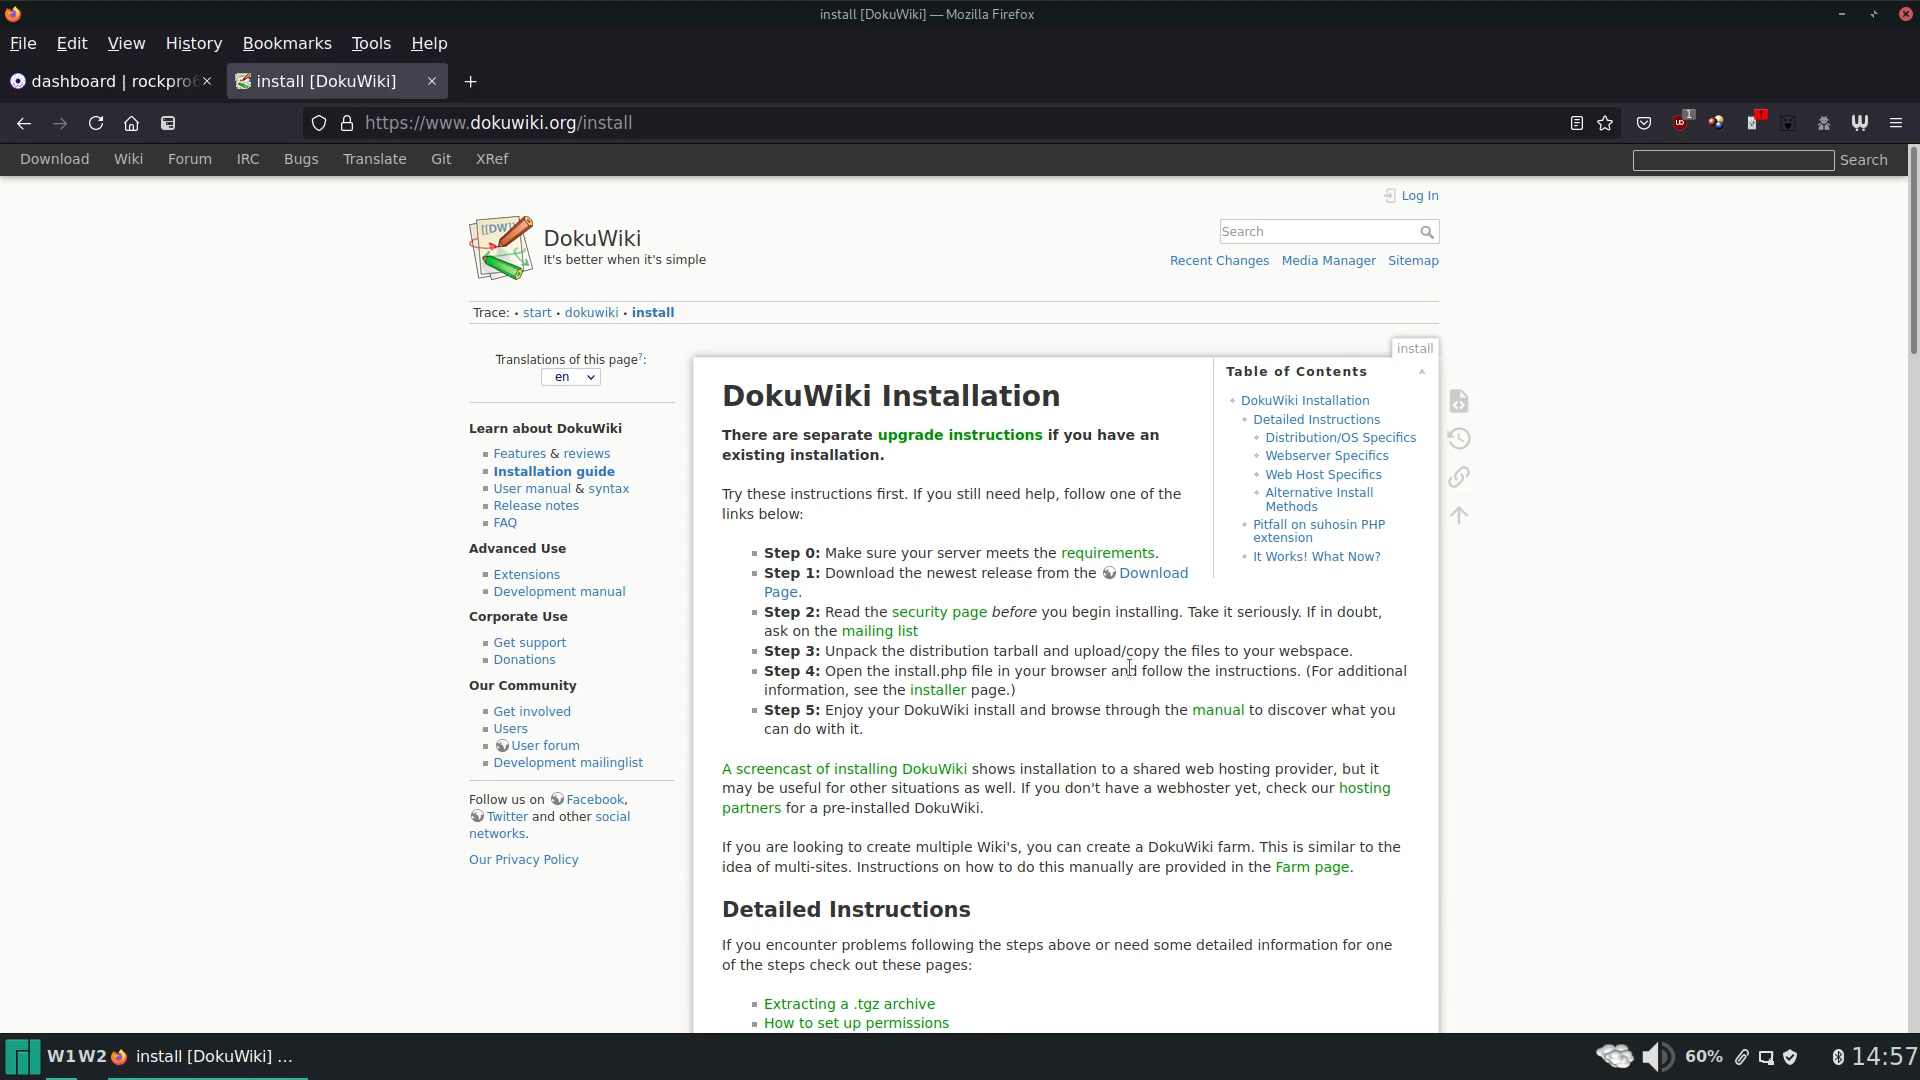 install [DokuWiki] — Mozilla Firefox
File Edit View History Bookmarks Tools Help
dashboard | rockpro
install [DokuWiki]
https://www.dokuwiki.org/install
1
Download Wiki Forum IRC Bugs Translate Git XRef
Search
Log In
[[DW]]
DokuWiki
It's better when it's simple
Search
Recent Changes Media Manager Sitemap
Trace: • start • dokuwiki • install
Translations of this page?:
en
Learn about DokuWiki
Features & reviews
Installation guide
User manual & syntax
Release notes
FAQ
Advanced Use
Extensions
Development manual
Corporate Use
Get support
Donations
Our Community
Get involved
Users
User forum
Development mailinglist
Follow us on Facebook,
Twitter and other social
networks.
Our Privacy Policy
install
DokuWiki Installation
There are separate upgrade instructions if you have an
existing installation.
Try these instructions first. If you still need help, follow one of the
links below:
Step 0: Make sure your server meets the requirements.
Step 1: Download the newest release from the Download
Page.
Step 2: Read the security page before you begin installing. Take it seriously. If in doubt,
ask on the mailing list
Step 3: Unpack the distribution tarball and upload/copy the files to your webspace.
Step 4: Open the install.php file in your browser and follow the instructions. (For additional
information, see the installer page.)
Step 5: Enjoy your DokuWiki install and browse through the manual to discover what you
can do with it.
A screencast of installing DokuWiki shows installation to a shared web hosting provider, but it
may be useful for other situations as well. If you don't have a webhoster yet, check our hosting
partners for a pre-installed DokuWiki.
If you are looking to create multiple Wiki's, you can create a DokuWiki farm. This is similar to the
idea of multi-sites. Instructions on how to do this manually are provided in the Farm page.
Detailed Instructions
If you encounter problems following the steps above or need some detailed information for one
of the steps check out these pages:
Extracting a .tgz archive
How to set up permissions
Table of Contents
DokuWiki Installation
Detailed Instructions
Distribution/OS Specifics
Webserver Specifics
Web Host Specifics
Alternative Install
Methods
Pitfall on suhosin PHP
extension
It Works! What Now?
W1 W2 install [DokuWiki] ...
60%
14:57